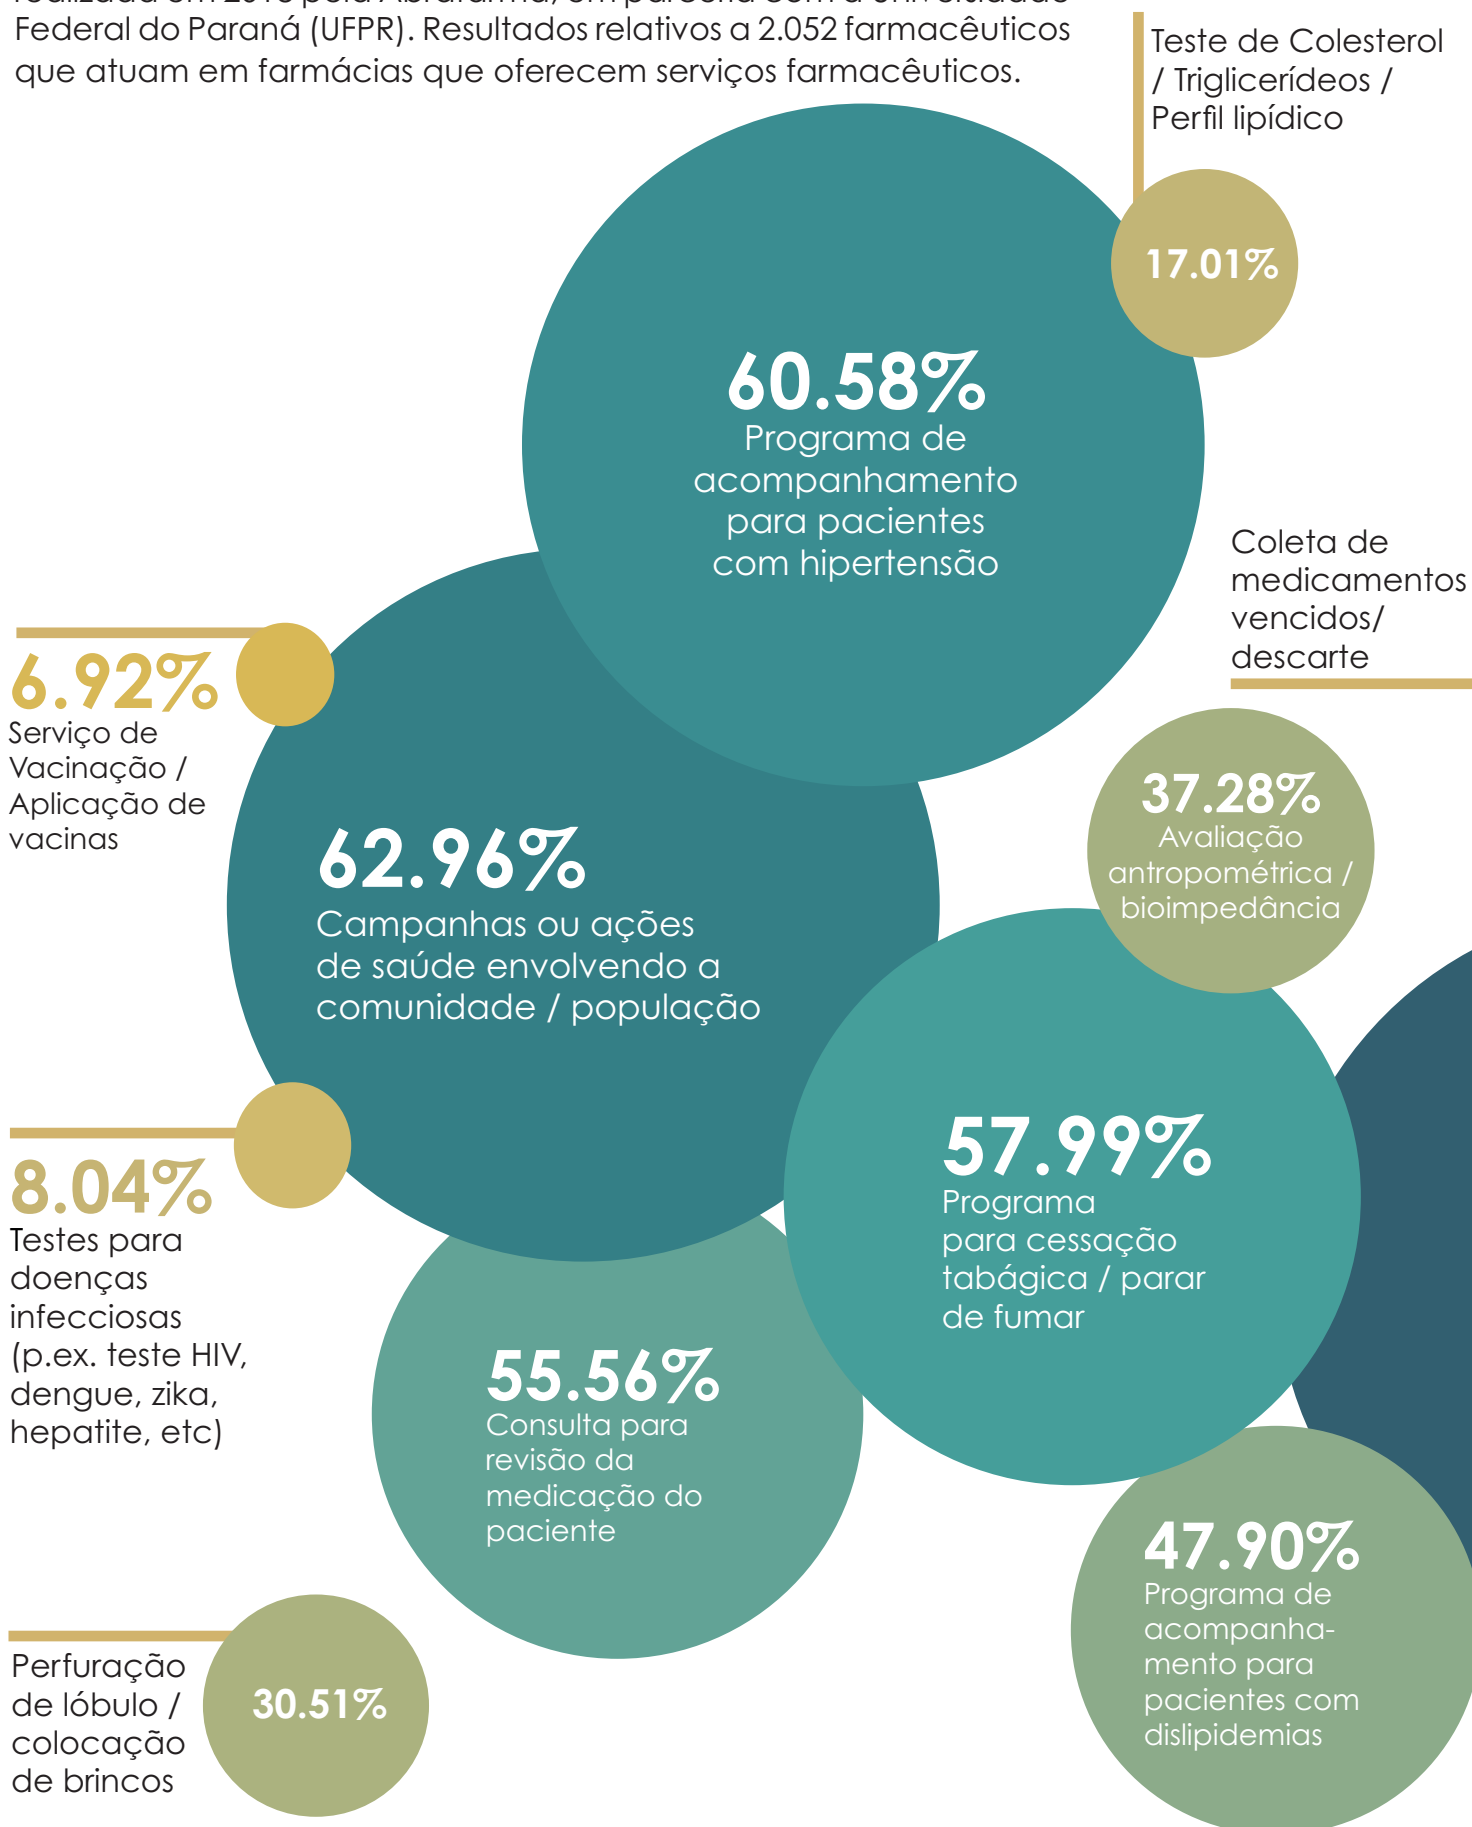 Federal do Paraná (UFPR). Resultados relativos a 2.052 farmacêuticos
que atuam em farmácias que oferecem serviços farmacêuticos.
Teste de Colesterol
/ Triglicerídeos /
Perfil lipídico
17.01%
60.58%
Programa de
acompanhamento
para pacientes
com hipertensão
Coleta de
medicamentos
vencidos/
descarte
6.92%
Serviço de
Vacinação /
Aplicação de
vacinas
37.28%
Avaliação
antropométrica /
bioimpedância
62.96%
Campanhas ou ações
de saúde envolvendo a
comunidade / população
57.99%
Programa
para cessação
tabágica / parar
de fumar
8.04%
Testes para
doenças
infecciosas
(p.ex. teste HIV,
dengue, zika,
hepatite, etc)
55.56%
Consulta para
revisão da
medicação do
paciente
47.90%
Programa de
acompanha-
mento para
pacientes com
dislipidemias
Perfuração
de lóbulo /
colocação
de brincos
30.51%